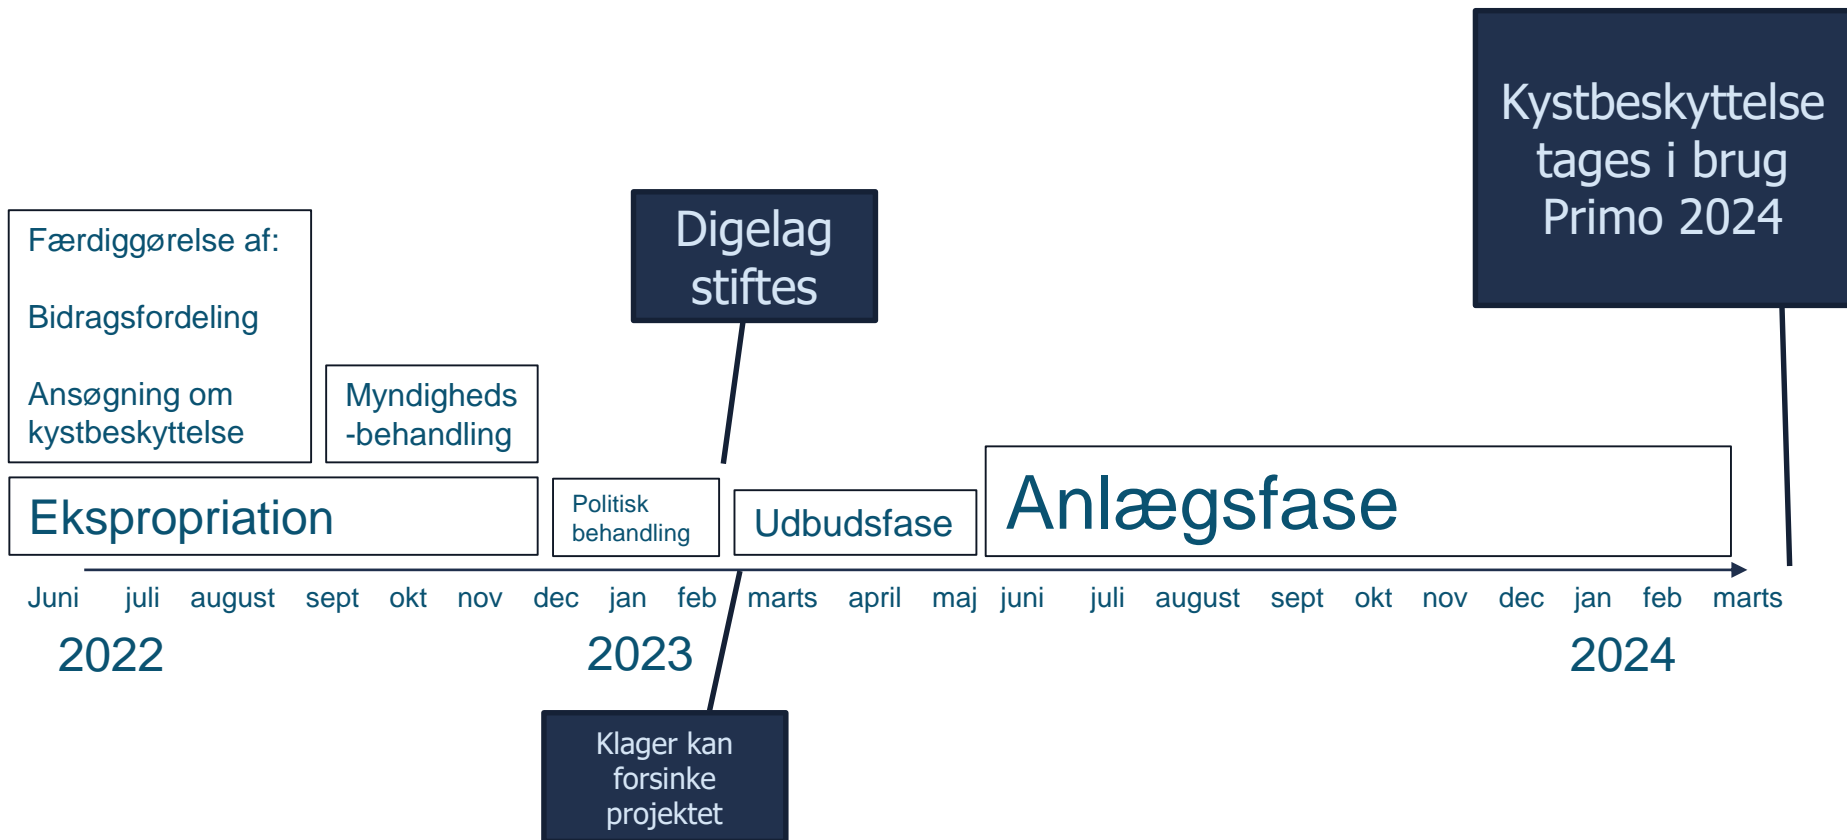 Kystbeskyttelse
tages i brug
Primo 2024
Digelag
stiftes
Færdiggørelse af:
Bidragsfordeling
Ansøgning om
kystbeskyttelse
Myndigheds
-behandling
Ekspropriation
Politisk
behandling
Udbudsfase
Anlægsfase
Juni juli august sept okt nov dec jan feb marts april maj juni juli august sept okt nov dec jan feb marts
2022 2023 2024
Klager kan
forsinke
projektet